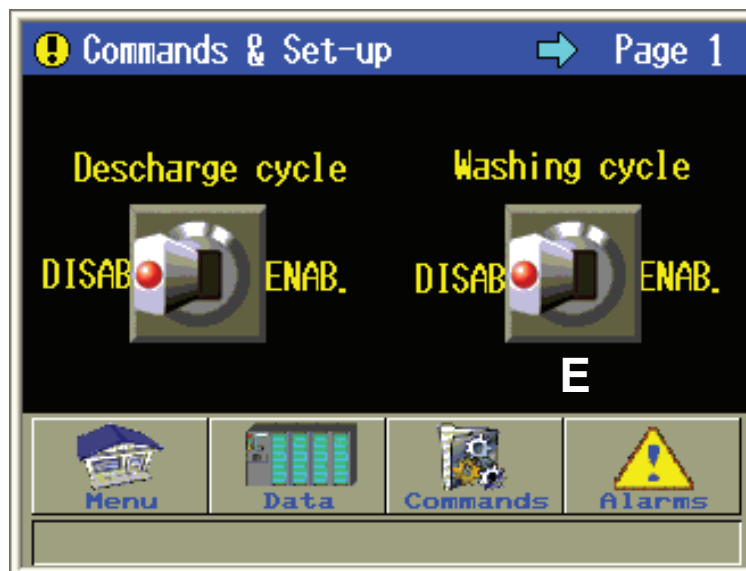 Commands & Set-up Page 1
Descharge cycle Washing cycle
DISAB ENAB. DISAB ENAB.
E
Menu Data Commands Alarms